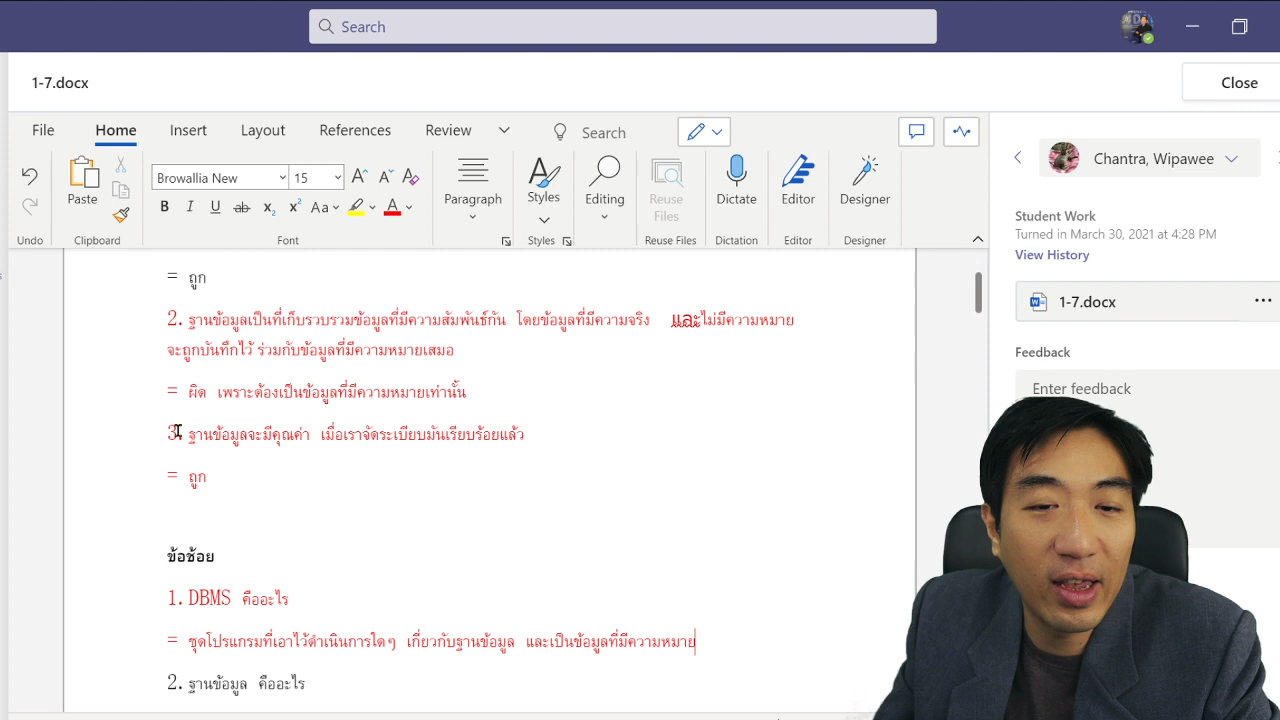 Search
1-7.docx
Close
File Home Insert Layout References Review Search
Chantra, Wipawee
Browallia New 15
Paste
Paragraph
Styles
Editing
Reuse Files
Dictate
Editor
Designer
Undo Clipboard Font Styles Reuse Files Dictation Editor Designer
Student Work
Turned in March 30, 2021 at 4:28 PM
View History
1-7.docx
Feedback
Enter feedback
= ถูก
2. ฐานข้อมูลเป็นที่เก็บรวบรวมข้อมูลที่มีความสัมพันธ์กัน โดยข้อมูลที่มีความจริง และไม่มีความหมาย
จะถูกบันทึกไว้ ร่วมกับข้อมูลที่มีความหมายเสมอ
= ผิด เพราะต้องเป็นข้อมูลที่มีความหมายเท่านั้น
3. ฐานข้อมูลจะมีคุณค่า เมื่อเราจัดระเบียบมันเรียบร้อยแล้ว
= ถูก
ข้อช้อย
1. DBMS คืออะไร
= ชุดโปรแกรมที่เอาไว้ดำเนินการใดๆ เกี่ยวกับฐานข้อมูล และเป็นข้อมูลที่มีความหมาย
2. ฐานข้อมูล คืออะไร